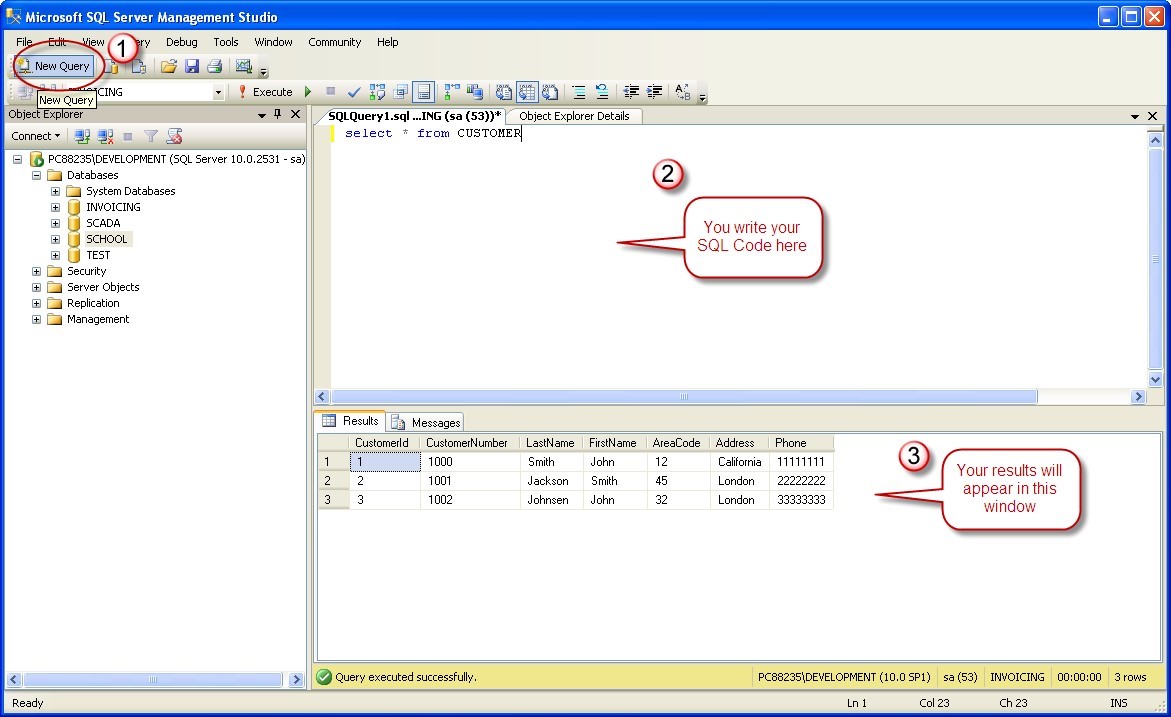 Microsoft SQL Server Management Studio
File Edit View Debug Tools Window Community Help
1
New Query
Execute
New Query
Object Explorer
SQLQuery1.sql ...ING (sa (53))* Object Explorer Details
Connect
select * from CUSTOMER
PC88235\DEVELOPMENT (SQL Server 10.0.2531 - sa)
Databases
System Databases
INVOICING
SCADA
SCHOOL
TEST
Security
Server Objects
Replication
Management
2
You write your
SQL Code here
Results Messages
CustomerId CustomerNumber LastName FirstName AreaCode Address Phone
1 1 1000 Smith John 12 California 11111111
2 2 1001 Jackson Smith 45 London 22222222
3 3 1002 Johnsen John 32 London 33333333
3
Your results will
appear in this
window
Query executed successfully. PC88235\DEVELOPMENT (10.0 SP1) sa (53) INVOICING 00:00:00 3 rows
Ready Ln 1 Col 23 Ch 23 INS